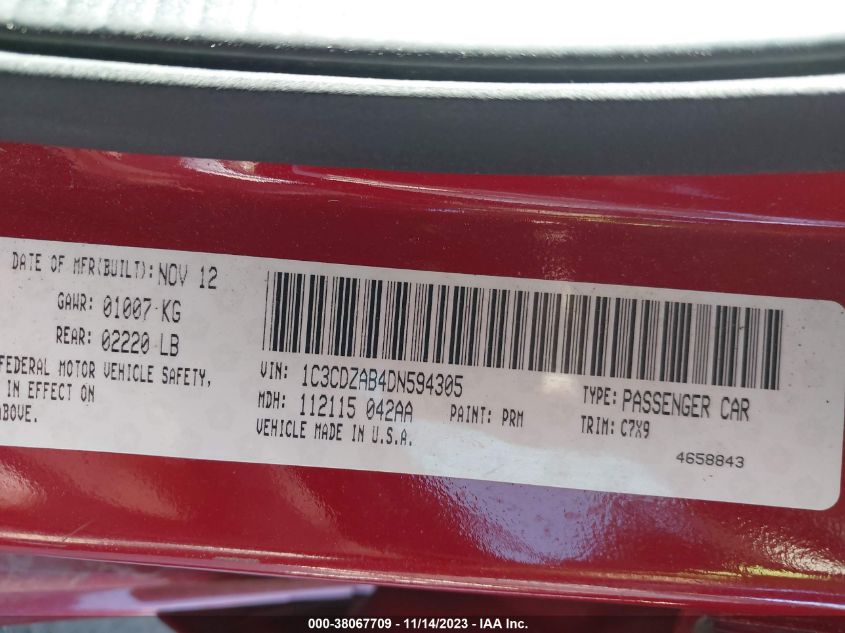 DATE OF MFR(BUILT): NOV 12
GAWR: 01007 KG
REAR: 02220 LB
FEDERAL MOTOR VEHICLE SAFETY,
IN EFFECT ON
ABOVE.
VIN: 1C3CDZAB4DN594305
TYPE: PASSENGER CAR
MDH: 112115 042AA PAINT: PRM
TRIM: C7X9
VEHICLE MADE IN U.S.A.
4658843
000-38067709 - 11/14/2023 - IAA Inc.